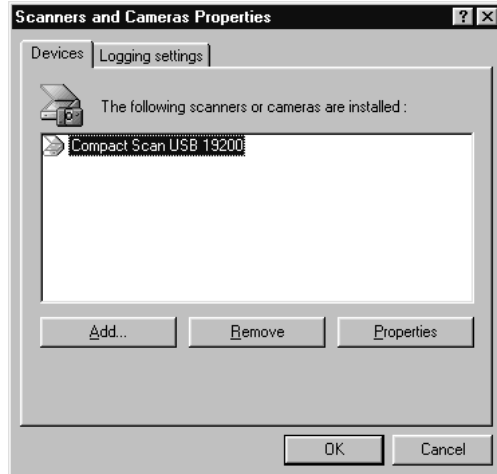 Scanners and Cameras Properties
Devices
Logging settings
The following scanners or cameras are installed :
Compact Scan USB 19200
Add...
Remove
Properties
OK
Cancel